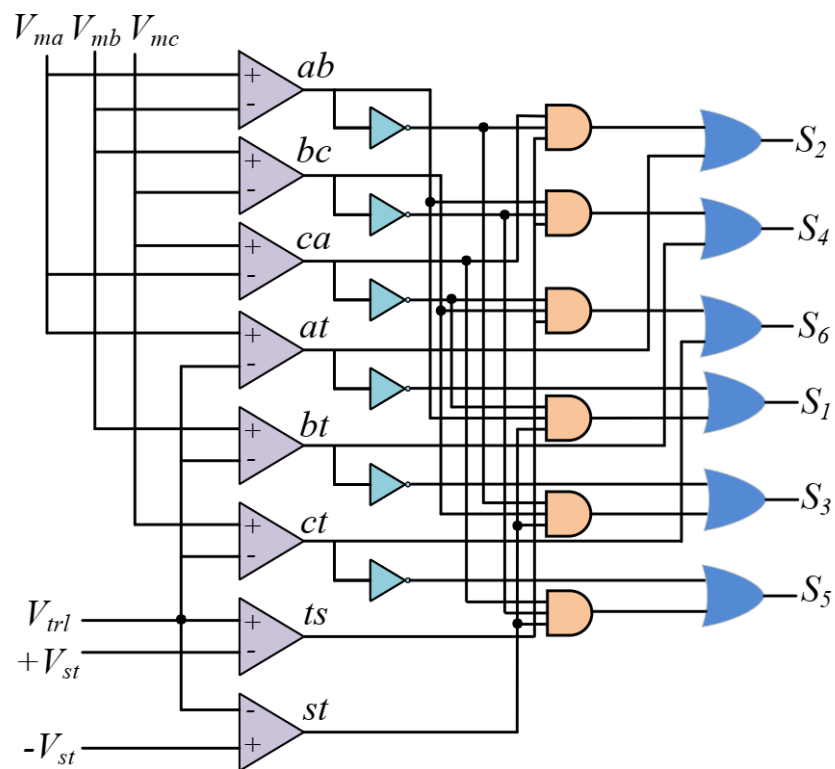 V_ma V_mb V_mc
ab
bc
ca
at
bt
ct
ts
st
+ -
+ -
+ -
+ -
+ -
+ -
+ -
- +
V_trl
+V_st
-V_st
S_2
S_4
S_6
S_1
S_3
S_5